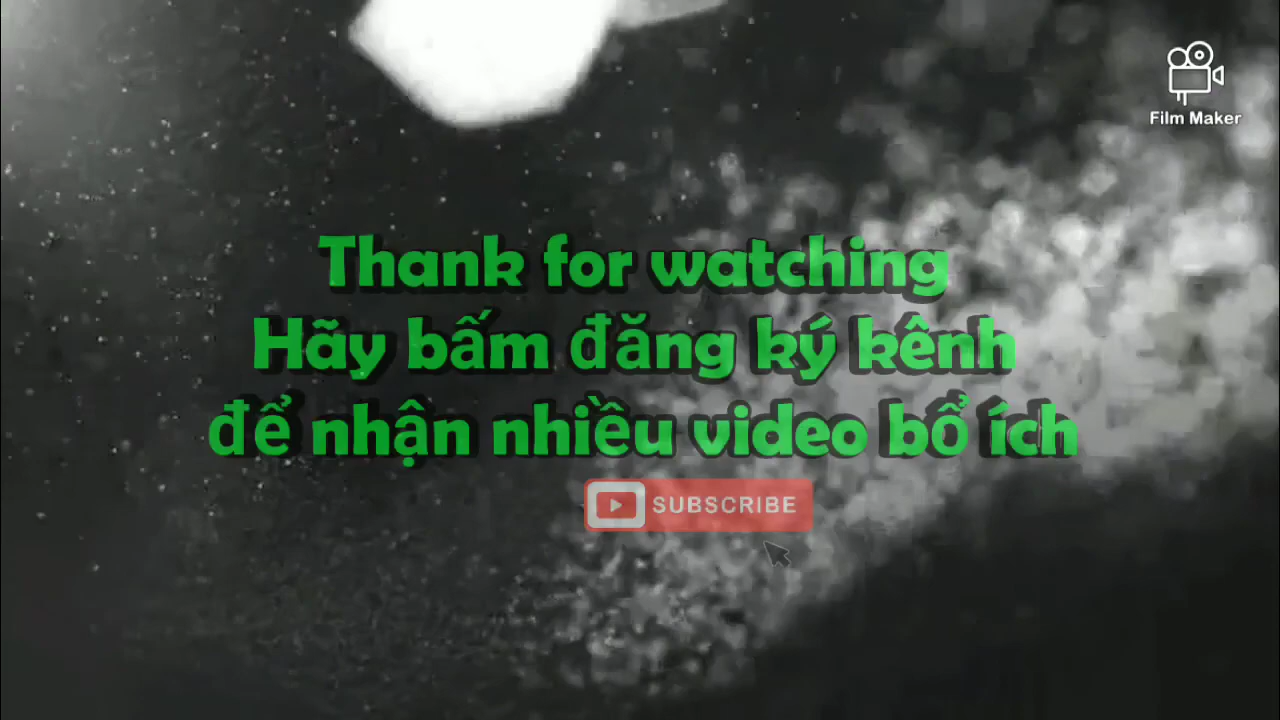 Film Maker
Thank for watching
Hãy bấm đăng ký kênh
để nhận nhiều video bổ ích
SUBSCRIBE